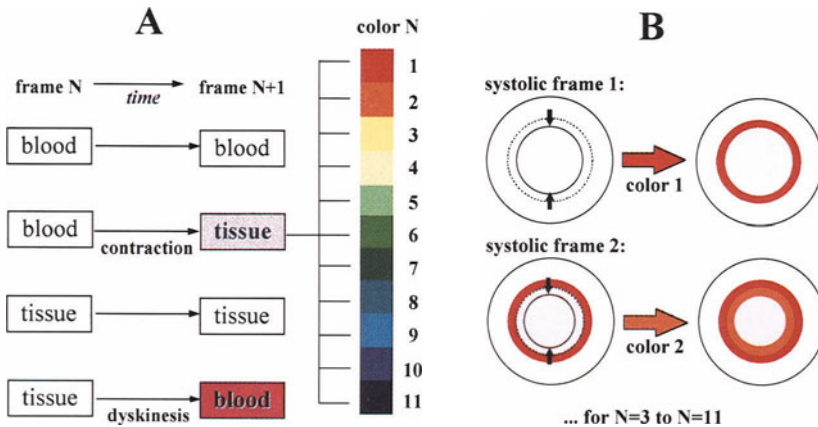 A
color N
frame N time frame N+1
blood blood
blood contraction tissue
tissue tissue
tissue dyskinesis blood
1
2
3
4
5
6
7
8
9
10
11
B
systolic frame 1:
color 1
systolic frame 2:
color 2
... for N=3 to N=11